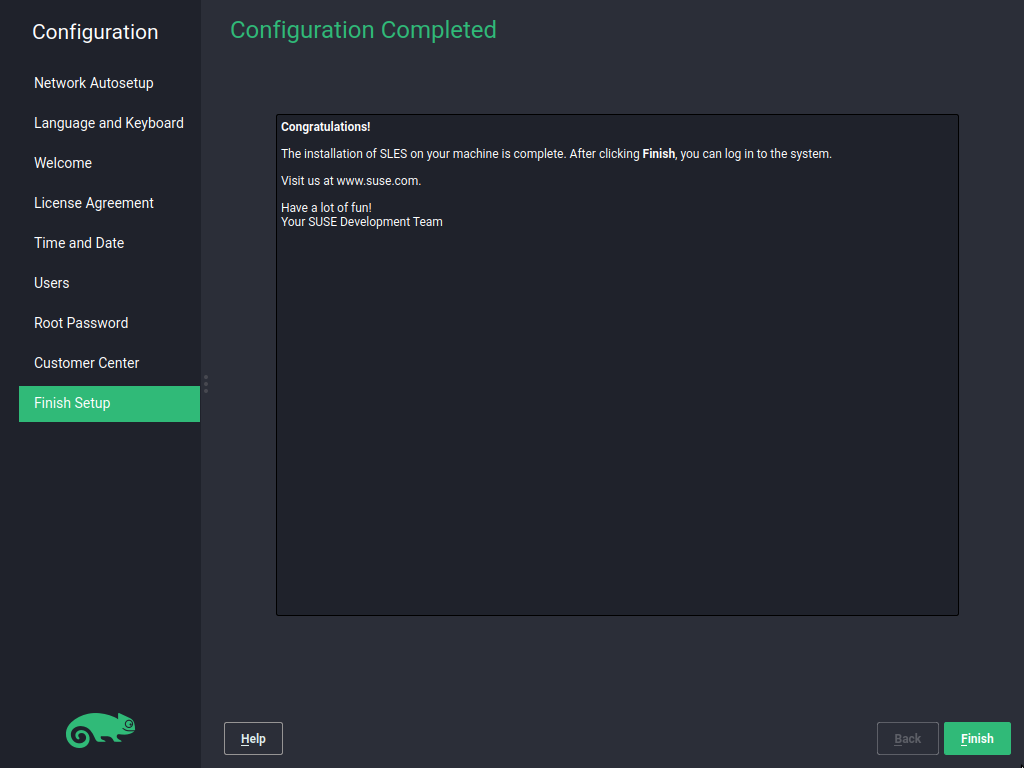 Configuration
Network Autosetup
Language and Keyboard
Welcome
License Agreement
Time and Date
Users
Root Password
Customer Center
Finish Setup
Configuration Completed
Congratulations!
The installation of SLES on your machine is complete. After clicking Finish, you can log in to the system.
Visit us at www.suse.com.
Have a lot of fun!
Your SUSE Development Team
Help
Back
Finish